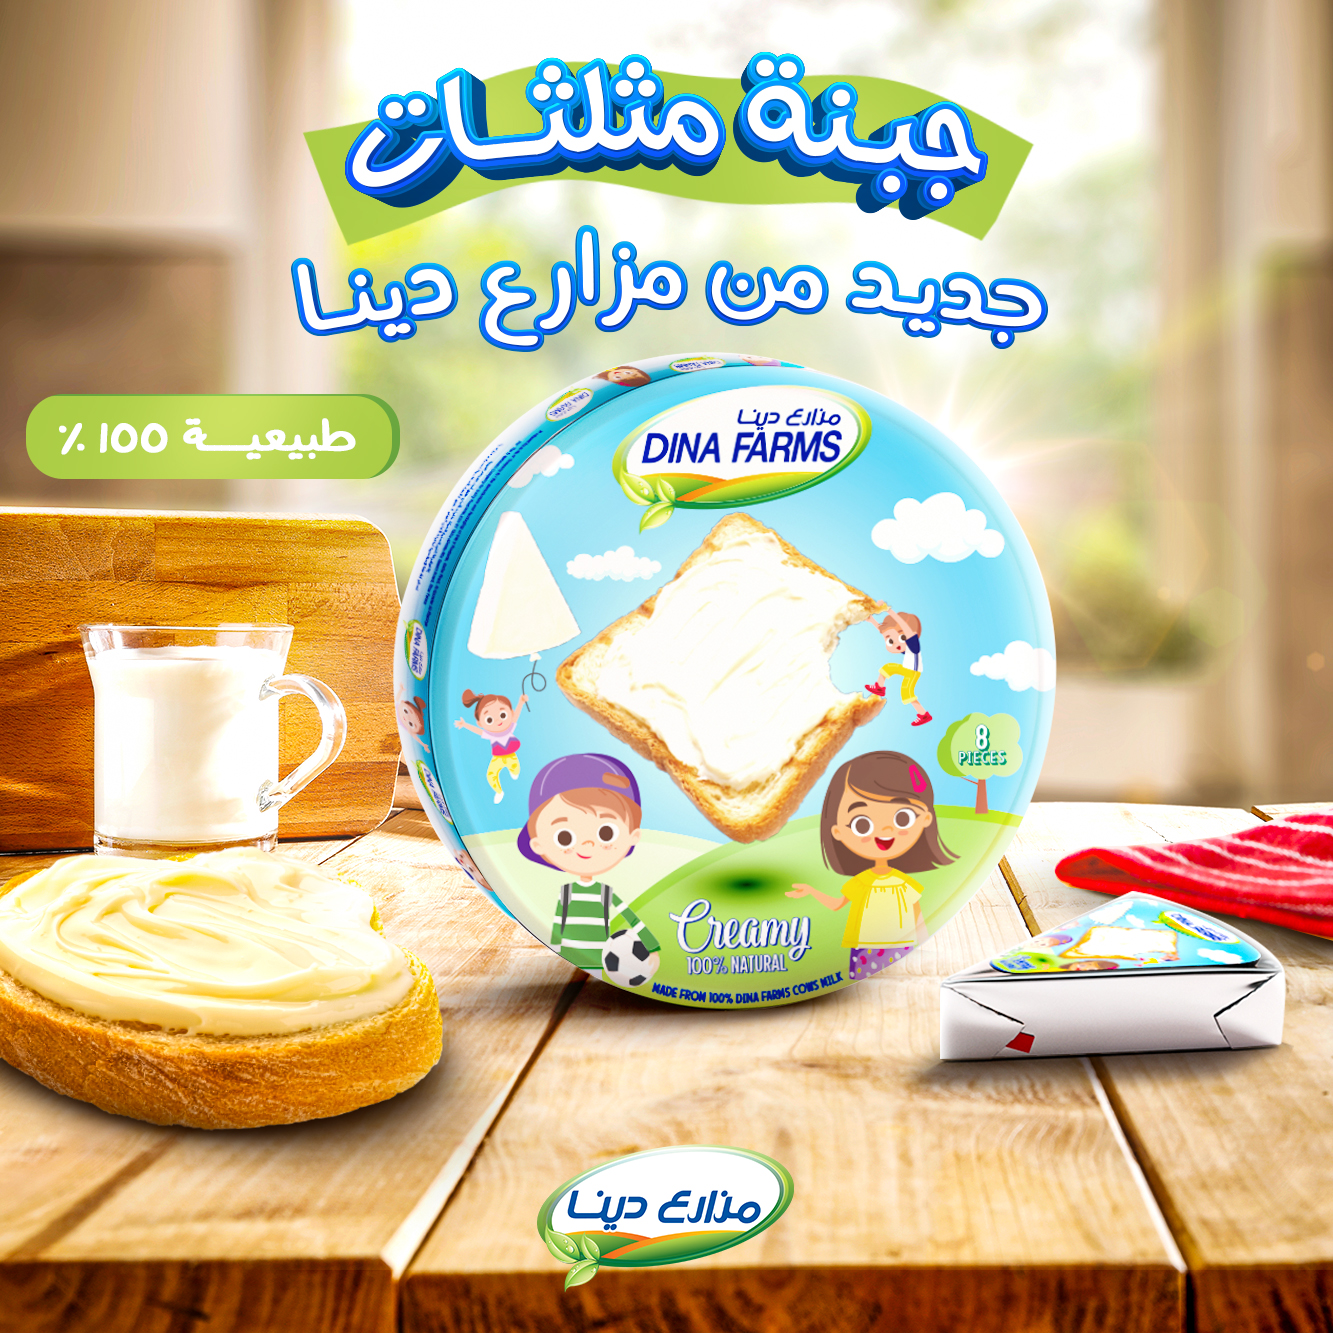 جبنة مثلثات
جديد من مزارع دينا
طبيعية 100 %
مزارع دينا
DINA FARMS
8
PIECES
Creamy
100% NATURAL
MADE FROM 100% DINA FARMS COWS MILK
مزارع دينا